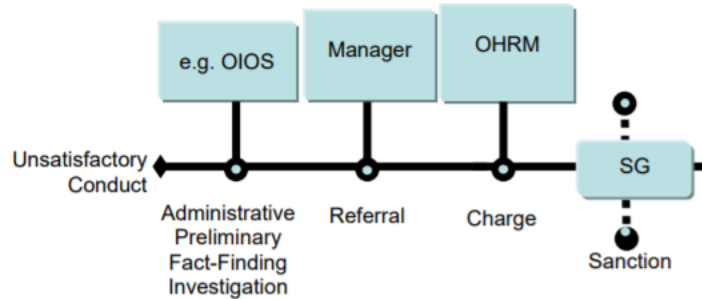 e.g. OIOS
Manager
OHRM
Unsatisfactory
Conduct
SG
Administrative
Preliminary
Fact-Finding
Investigation
Referral
Charge
Sanction